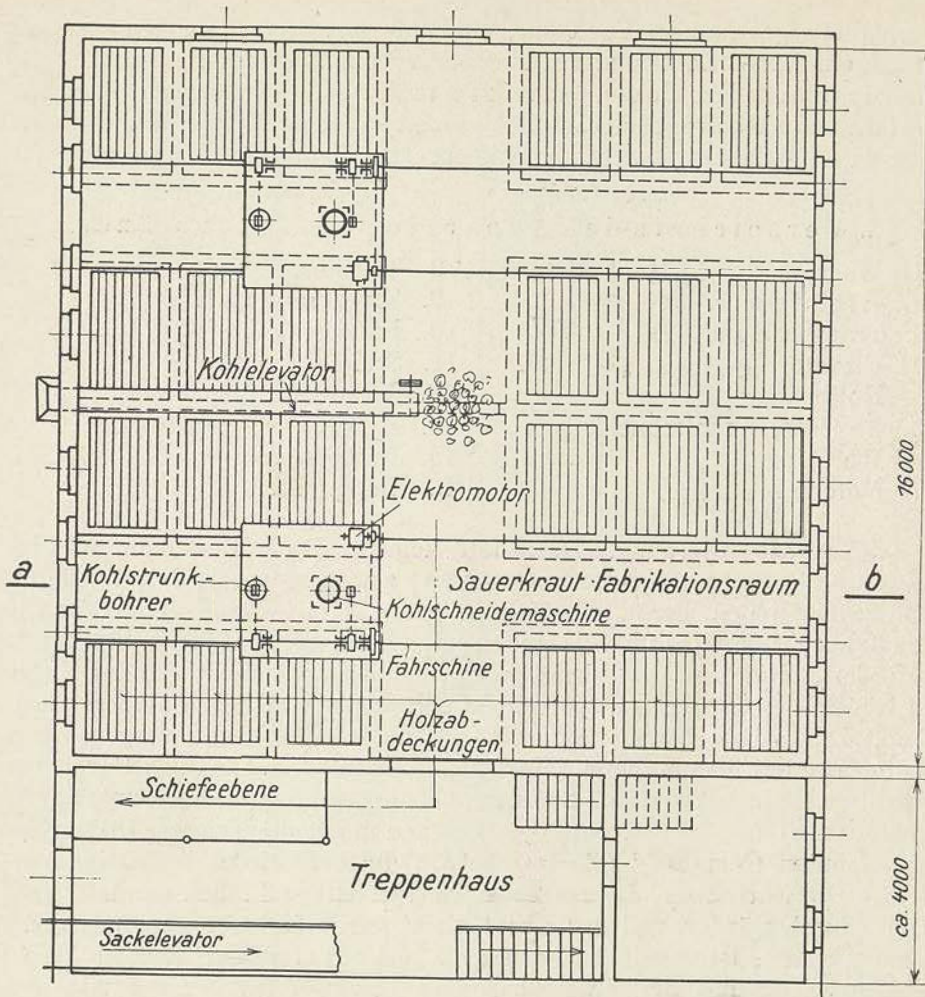 Kohlelevator
16000
Elektromotor
a
Kohlstrunk-
bohrer
Sauerkraut-Fabrikationsraum
b
Kohlschneidemaschine
Fahrschine
Holzab-
deckungen
Schiefeebene
Treppenhaus
ca. 4000
Sackelevator